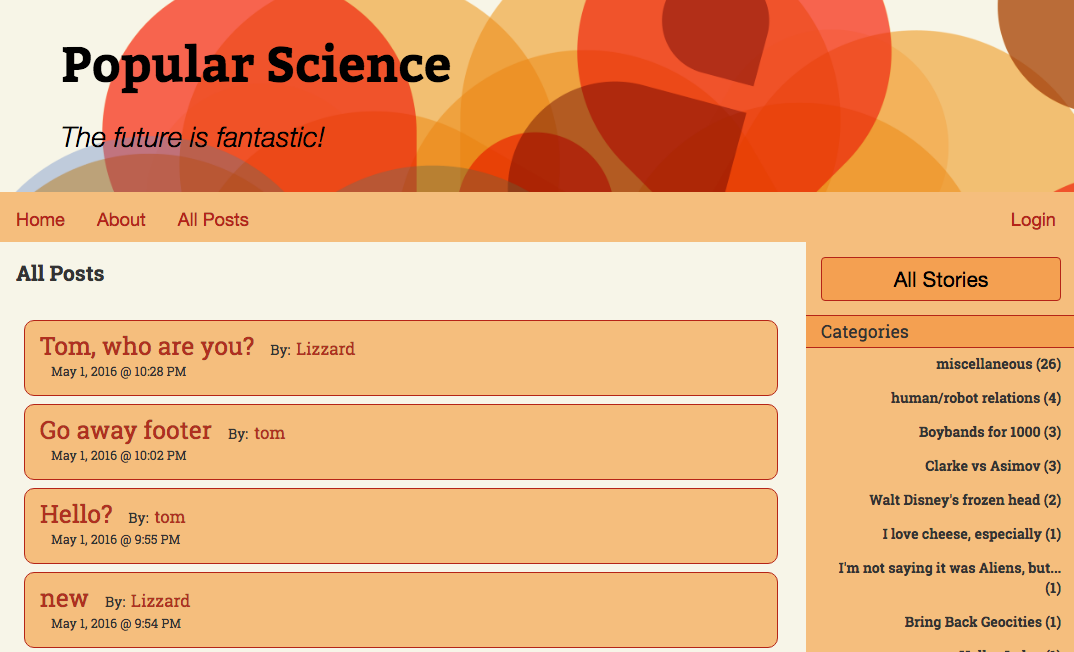 Popular Science
The future is fantastic!
Home About All Posts Login
All Posts
Tom, who are you? By: Lizzard
May 1, 2016 @ 10:28 PM
Go away footer By: tom
May 1, 2016 @ 10:02 PM
Hello? By: tom
May 1, 2016 @ 9:55 PM
new By: Lizzard
May 1, 2016 @ 9:54 PM
All Stories
Categories
miscellaneous (26)
human/robot relations (4)
Boybands for 1000 (3)
Clarke vs Asimov (3)
Walt Disney's frozen head (2)
I love cheese, especially (1)
I'm not saying it was Aliens, but...
(1)
Bring Back Geocities (1)